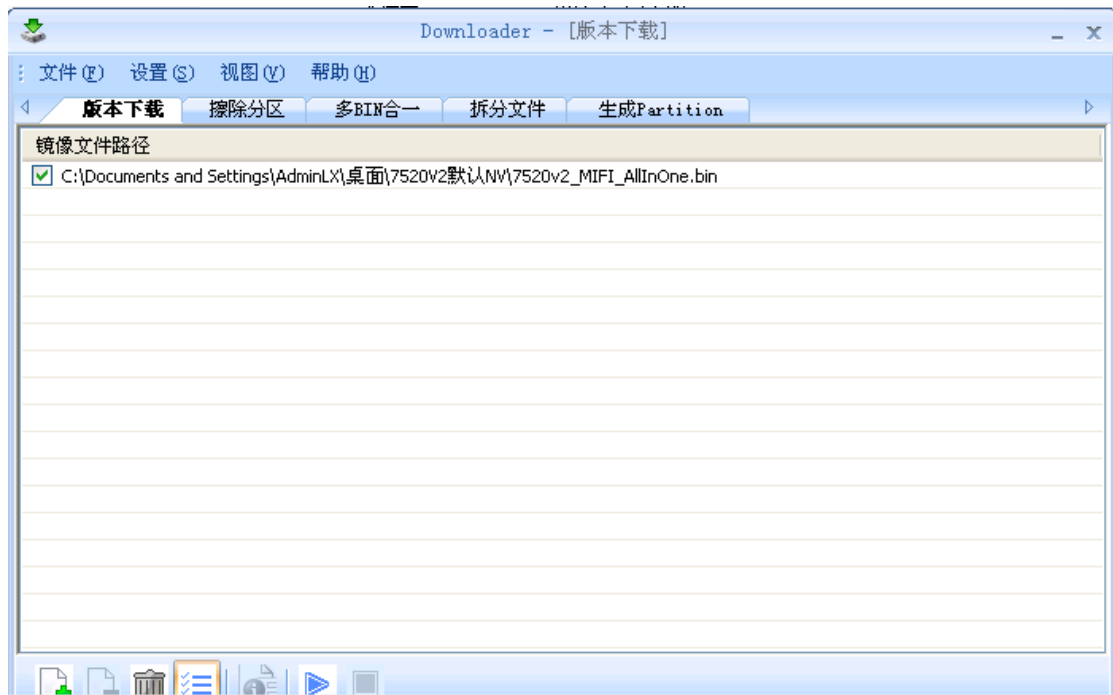 Downloader - [版本下载]
文件(F) 设置(S) 视图(V) 帮助(H)
版本下载 擦除分区 多BIN合一 拆分文件 生成Partition
镜像文件路径
C:\Documents and Settings\AdminLX\桌面\7520V2默认NV\7520v2_MIFI_AllInOne.bin